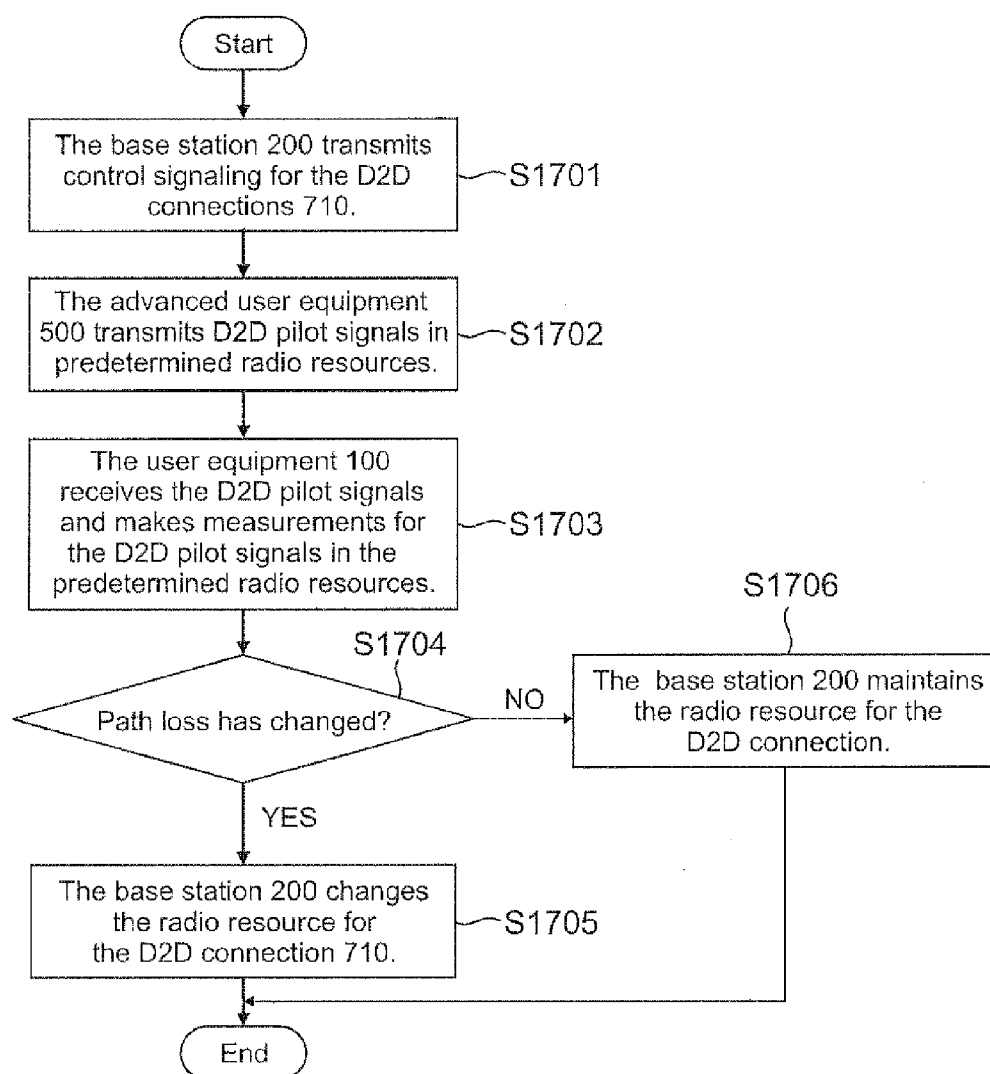 Start
The base station 200 transmits
control signaling for the D2D
connections 710.
S1701
The advanced user equipment
500 transmits D2D pilot signals in
predetermined radio resources.
S1702
The user equipment 100
receives the D2D pilot signals
and makes measurements for
the D2D pilot signals in the
predetermined radio resources.
S1703
S1704
Path loss has changed?
NO
S1706
The base station 200 maintains
the radio resource for the
D2D connection.
YES
The base station 200 changes
the radio resource for
the D2D connection 710.
S1705
End